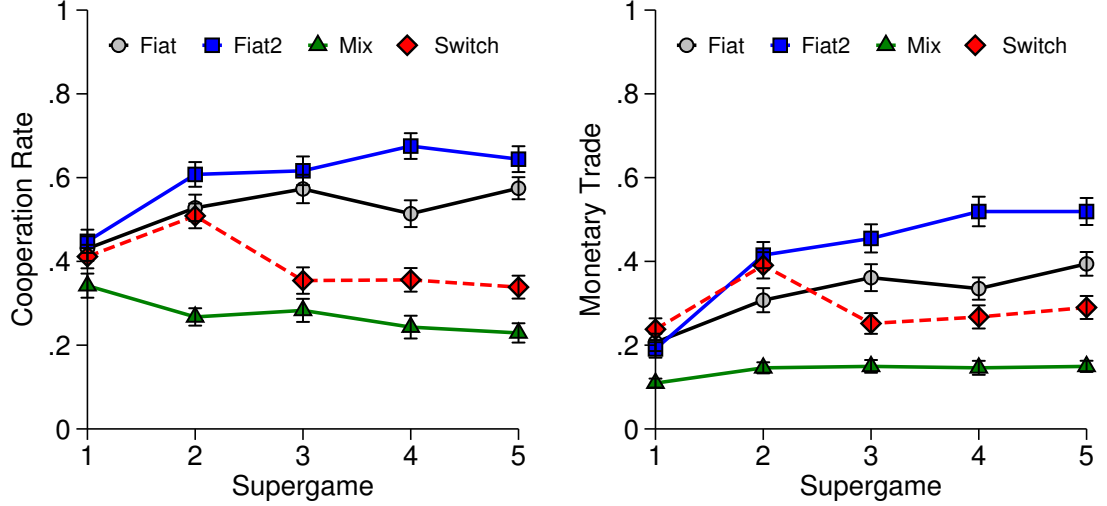 1
Fiat Fiat2 Mix Switch
.8
.6
.4
.2
0
Cooperation Rate
1 2 3 4 5
Supergame
1
Fiat Fiat2 Mix Switch
.8
.6
.4
.2
0
Monetary Trade
1 2 3 4 5
Supergame